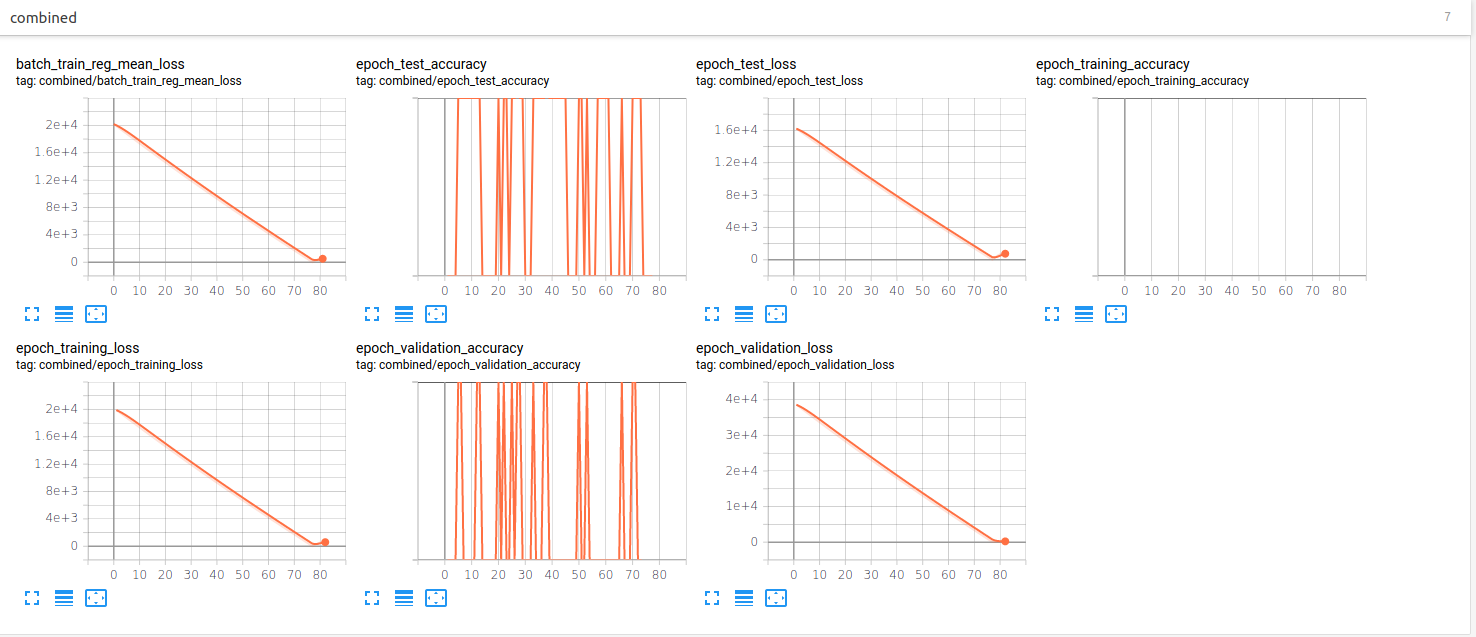 combined
7
batch_train_reg_mean_loss
tag: combined/batch_train_reg_mean_loss
2e+4
1.6e+4
1.2e+4
8e+3
4e+3
0
0 10 20 30 40 50 60 70 80
epoch_test_accuracy
tag: combined/epoch_test_accuracy
0 10 20 30 40 50 60 70 80
epoch_test_loss
tag: combined/epoch_test_loss
1.6e+4
1.2e+4
8e+3
4e+3
0
0 10 20 30 40 50 60 70 80
epoch_training_accuracy
tag: combined/epoch_training_accuracy
0 10 20 30 40 50 60 70 80
epoch_training_loss
tag: combined/epoch_training_loss
2e+4
1.6e+4
1.2e+4
8e+3
4e+3
0
0 10 20 30 40 50 60 70 80
epoch_validation_accuracy
tag: combined/epoch_validation_accuracy
0 10 20 30 40 50 60 70 80
epoch_validation_loss
tag: combined/epoch_validation_loss
4e+4
3e+4
2e+4
1e+4
0
0 10 20 30 40 50 60 70 80